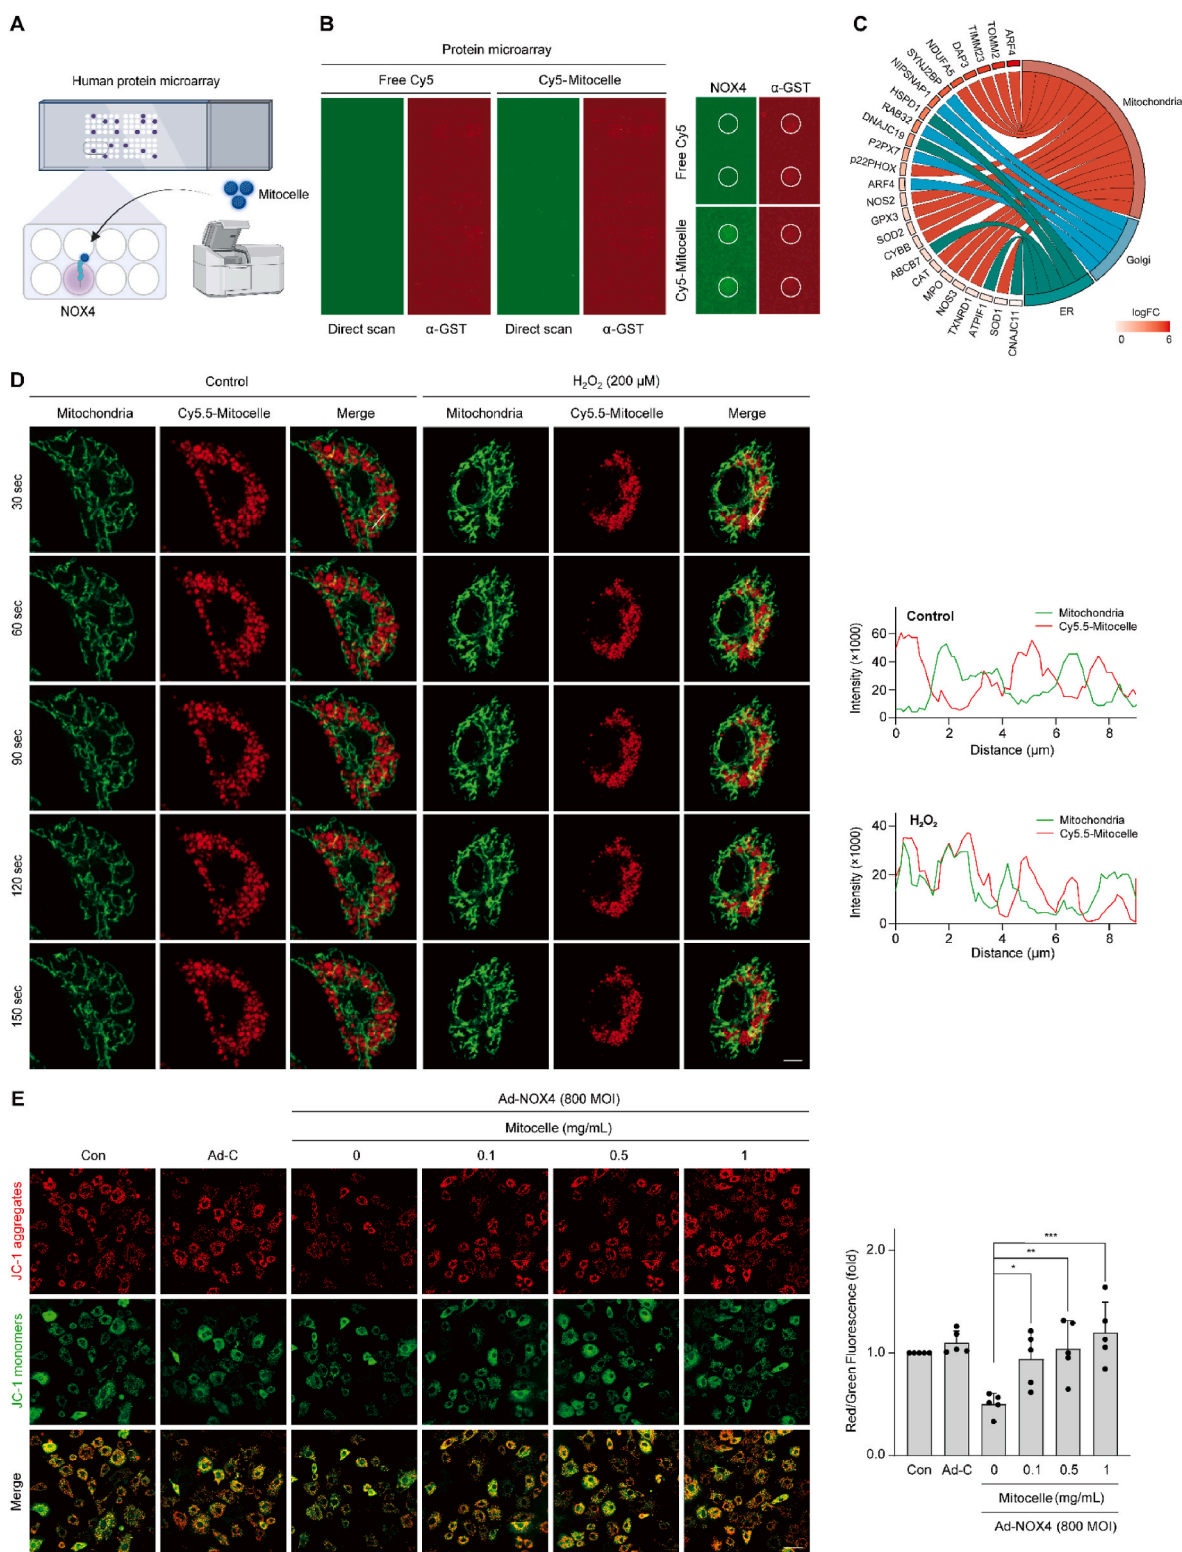 A
Human protein microarray
Mitocelle
NOX4
B
Protein microarray
Free Cy5
Cy5-Mitocelle
Direct scan
α-GST
Direct scan
α-GST
NOX4
α-GST
Free Cy5
Cy5-Mitocelle
C
ARF4
TOMM2
TIMM23
DAP3
NDUFA5
SYNJ2BP
NIPSNAP1
HSPD1
RAB32
DNAJC19
P2PX7
p22PHOX
ARF4
NOS2
GPX3
SOD2
CYBB
ABCB7
CAT
MPO
NOS3
TXNRD1
ATPIF1
SOD1
CNAJC11
Mitochondria
Golgi
ER
logFC
0
6
D
Control
H₂O₂ (200 µM)
Mitochondria
Cy5.5-Mitocelle
Merge
Mitochondria
Cy5.5-Mitocelle
Merge
30 sec
60 sec
90 sec
120 sec
150 sec
Control
Mitochondria
Cy5.5-Mitocelle
Intensity (×1000)
60
40
20
0
0 2 4 6 8
Distance (µm)
H₂O₂
Mitochondria
Cy5.5-Mitocelle
Intensity (×1000)
40
20
0
0 2 4 6 8
Distance (µm)
E
Ad-NOX4 (800 MOI)
Mitocelle (mg/mL)
Con
Ad-C
0
0.1
0.5
1
JC-1 aggregates
JC-1 monomers
Merge
Red/Green Fluorescence (fold)
2.0
1.0
0.0
*
**
***
Con
Ad-C
0
0.1
0.5
1
Mitocelle (mg/mL)
Ad-NOX4 (800 MOI)